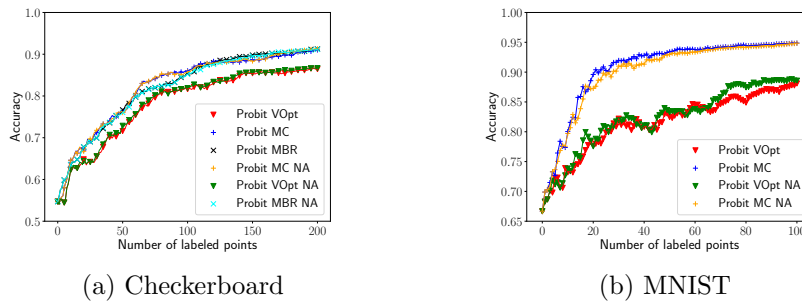 1.0
0.9
0.8
0.7
0.6
0.5
Accuracy
0
50
100
150
200
Number of labeled points
Probit VOpt
Probit MC
Probit MBR
Probit MC NA
Probit VOpt NA
Probit MBR NA
(a) Checkerboard
1.00
0.95
0.90
0.85
0.80
0.75
0.70
0.65
Accuracy
0
20
40
60
80
100
Number of labeled points
Probit VOpt
Probit MC
Probit VOpt NA
Probit MC NA
(b) MNIST